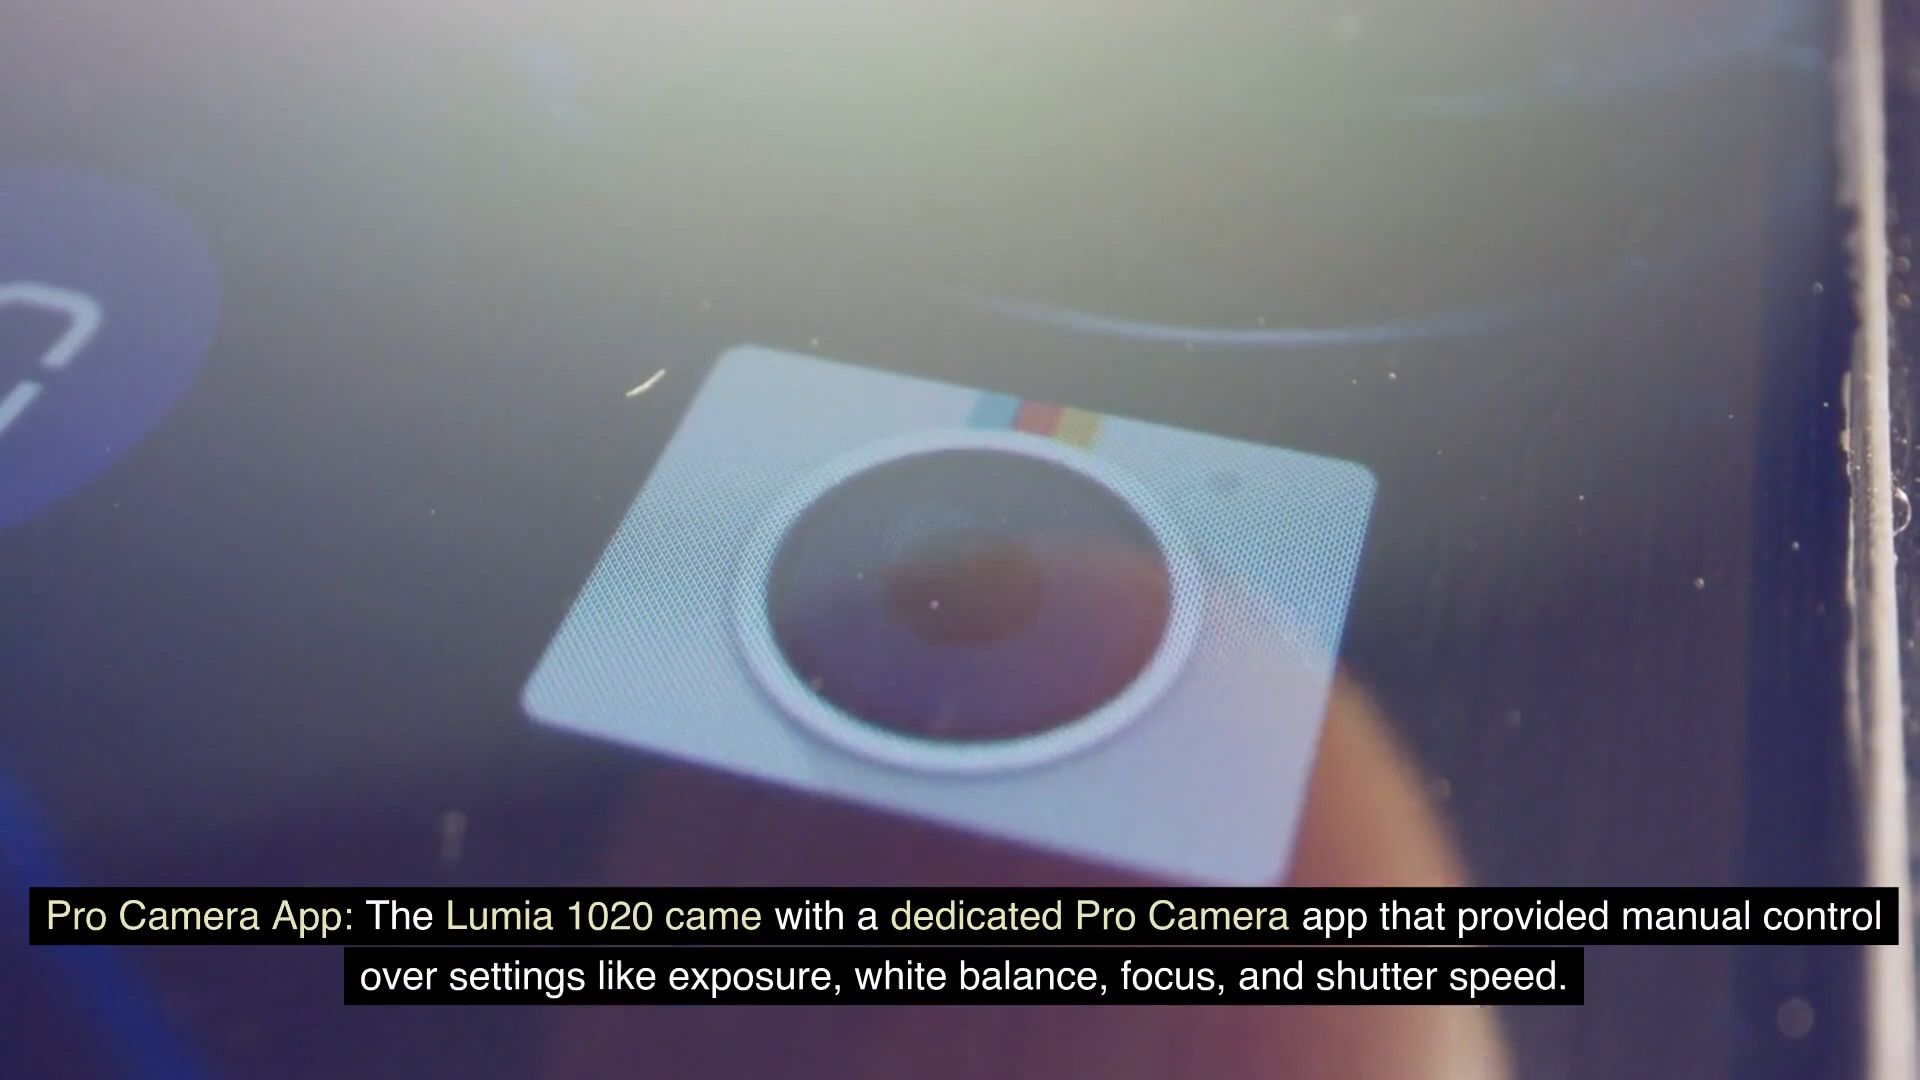 Pro Camera App: The Lumia 1020 came with a dedicated Pro Camera app that provided manual control
over settings like exposure, white balance, focus, and shutter speed.